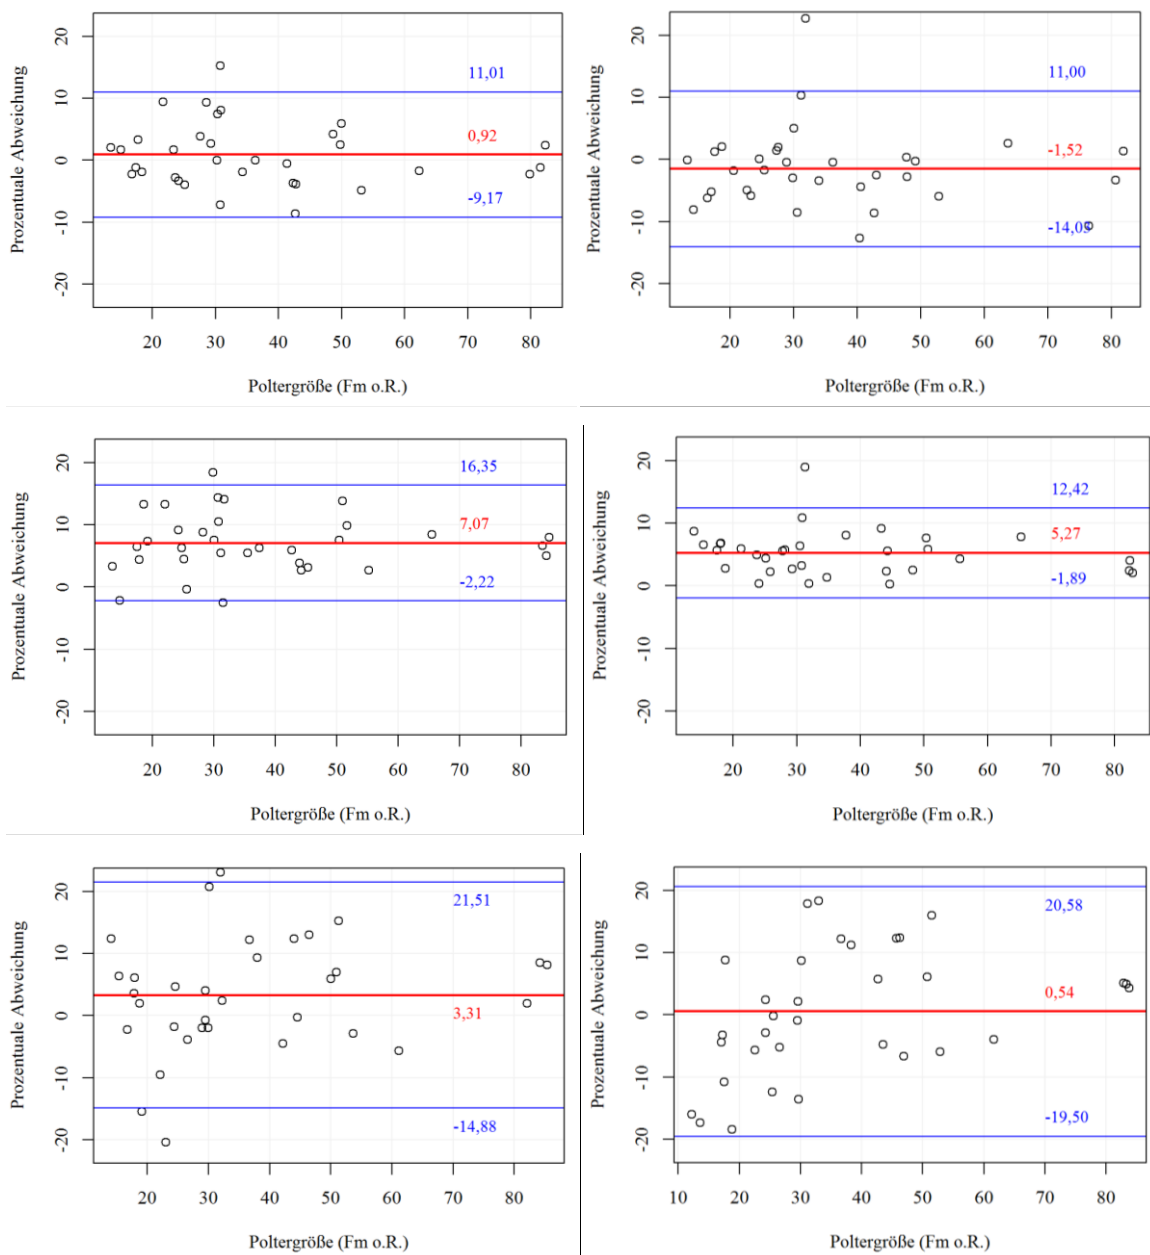 20
10
0
-10
-20
Prozentuale Abweichung
11,01
0,92
-9,17
20 30 40 50 60 70 80
Poltergröße (Fm o.R.)
20
10
0
-10
-20
Prozentuale Abweichung
11,00
-1,52
-14,05
20 30 40 50 60 70 80
Poltergröße (Fm o.R.)
20
10
0
-10
-20
Prozentuale Abweichung
16,35
7,07
-2,22
20 30 40 50 60 70 80
Poltergröße (Fm o.R.)
20
10
0
-10
-20
Prozentuale Abweichung
12,42
5,27
-1,89
20 30 40 50 60 70 80
Poltergröße (Fm o.R.)
20
10
0
-10
-20
Prozentuale Abweichung
21,51
3,31
-14,88
20 30 40 50 60 70 80
Poltergröße (Fm o.R.)
20
10
0
-10
-20
Prozentuale Abweichung
20,58
0,54
-19,50
10 20 30 40 50 60 70 80
Poltergröße (Fm o.R.)